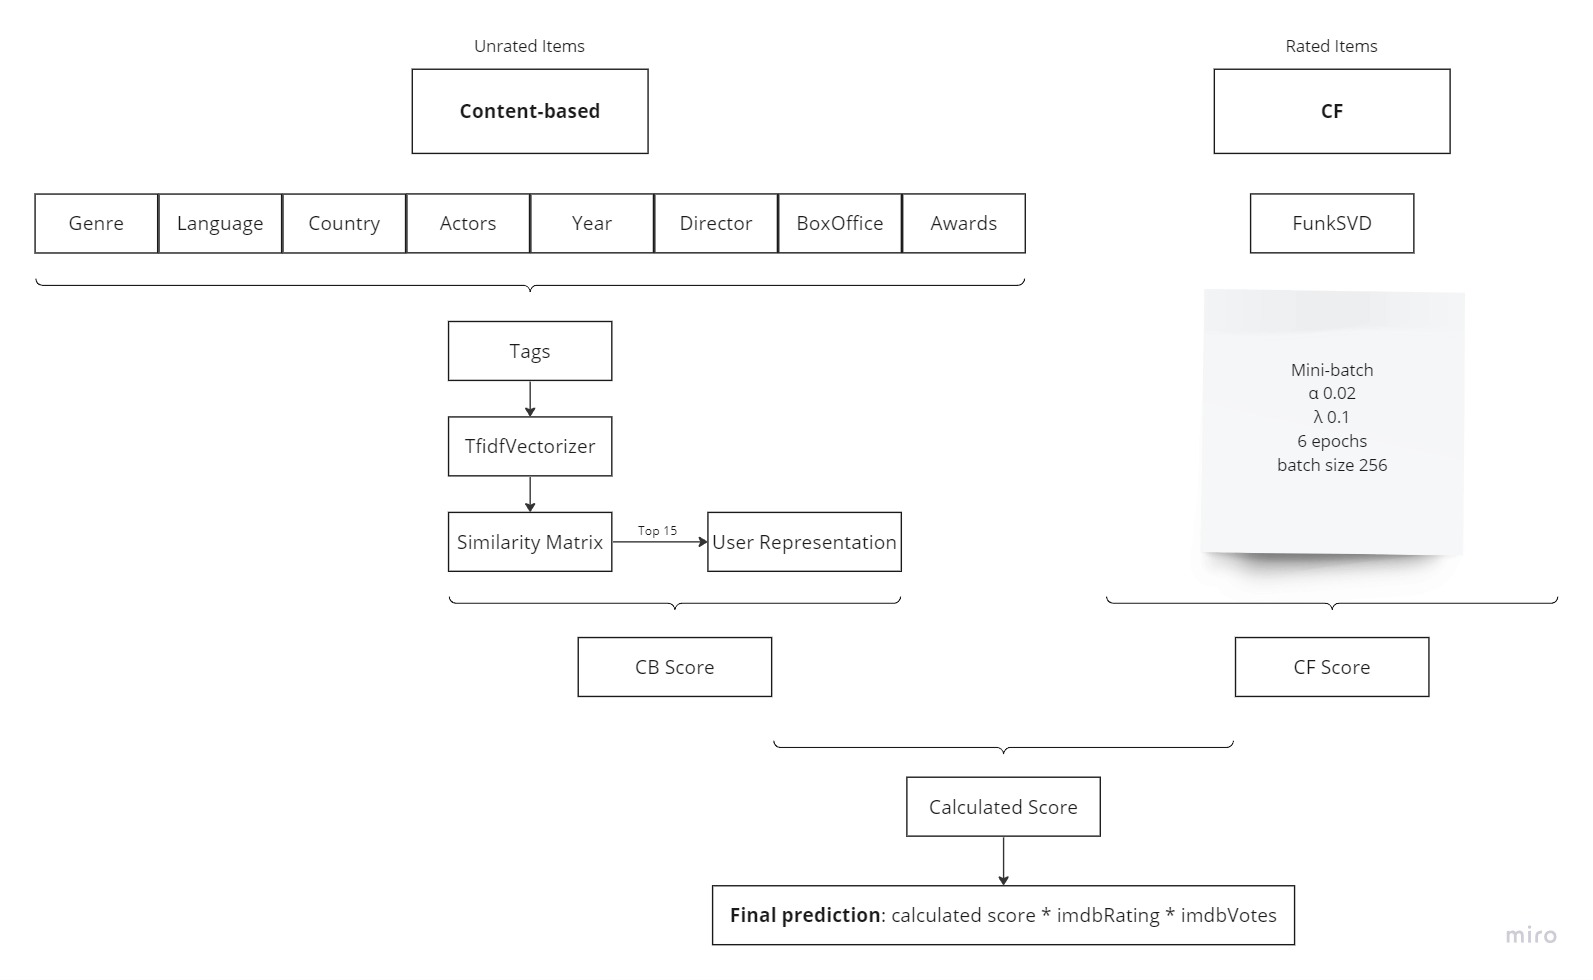 Unrated Items
Rated Items
Content-based
CF
Genre
Language
Country
Actors
Year
Director
BoxOffice
Awards
FunkSVD
Tags
Mini-batch
α 0.02
λ 0.1
6 epochs
batch size 256
TfidfVectorizer
Similarity Matrix
Top 15
User Representation
CB Score
CF Score
Calculated Score
Final prediction: calculated score * imdbRating * imdbVotes
miro